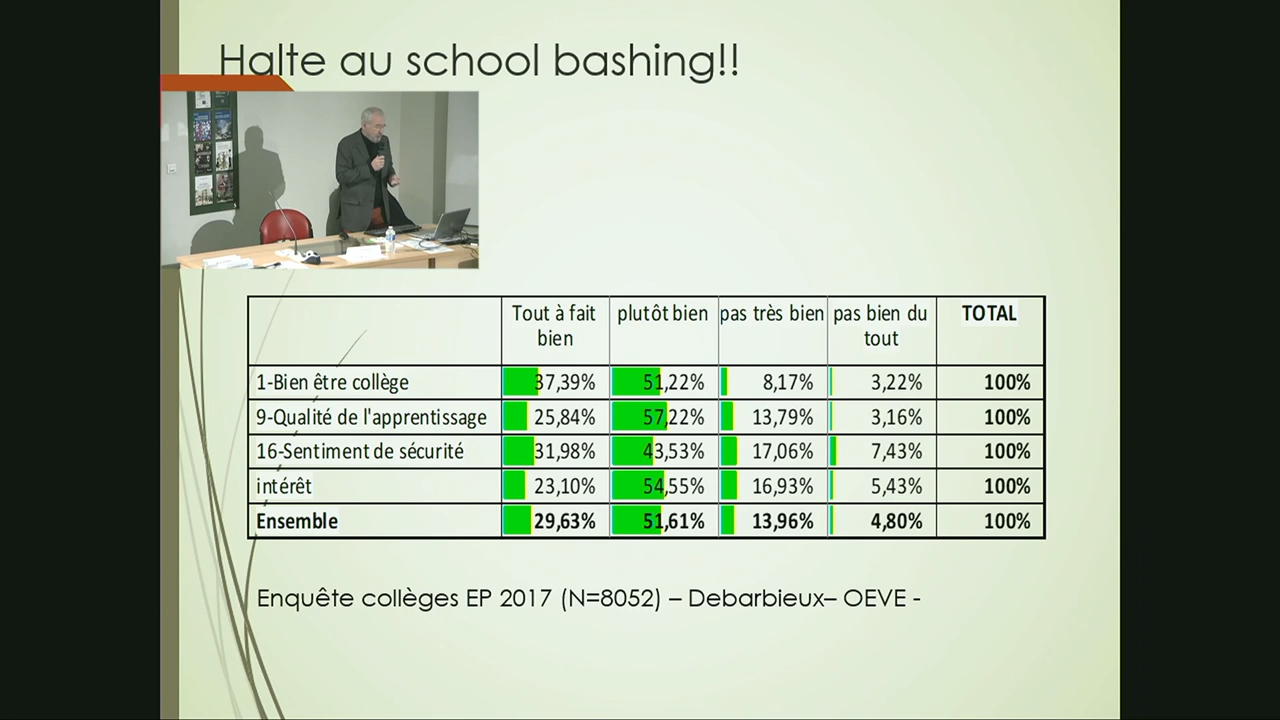 Halte au school bashing!!
Tout à fait bien plutôt bien pas très bien pas bien du tout TOTAL
1-Bien être collège 37,39% 51,22% 8,17% 3,22% 100%
9-Qualité de l'apprentissage 25,84% 57,22% 13,79% 3,16% 100%
16-Sentiment de sécurité 31,98% 43,53% 17,06% 7,43% 100%
intérêt 23,10% 54,55% 16,93% 5,43% 100%
Ensemble 29,63% 51,61% 13,96% 4,80% 100%
Enquête collèges EP 2017 (N=8052) – Debarbieux– OEVE -